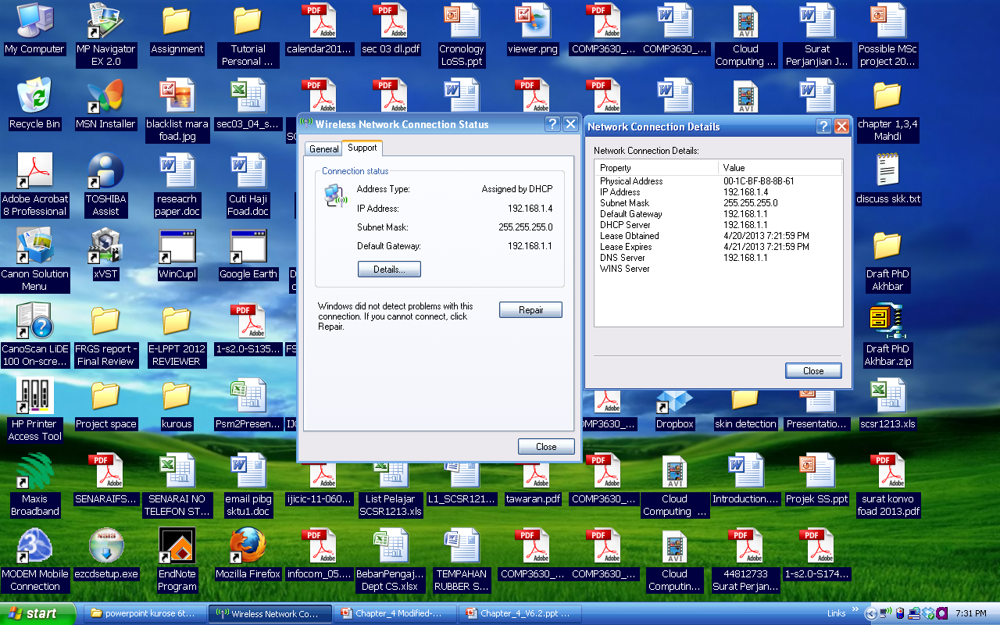 My Computer
MP Navigator
EX 2.0
Assignment
Tutorial
Personal ...
calendar201...
sec 03 dl.pdf
Cronology
LoSS.ppt
viewer.png
COMP3630_...
COMP3630_...
Cloud
Computing ...
Surat
Perjanjian J...
Possible MSc
project 20...
Recycle Bin
MSN Installer
blacklist mara
foad.jpg
sec03_04_s...
chapter 1,3,4
Mahdi
Adobe Acrobat
8 Professional
TOSHIBA
Assist
reseacrh
paper.doc
Cuti Haji
Foad.doc
discuss skk.txt
Canon Solution
Menu
xVST
WinCupl
Google Earth
Draft PhD
Akhbar
CanoScan LiDE
100 On-scre...
FRGS report -
Final Review
E-LPPT 2012
REVIEWER
1-s2.0-S135...
Draft PhD
Akhbar.zip
HP Printer
Access Tool
Project space
kurous
Psm2Presen...
OMP3630_...
Dropbox
skin detection
Presentatio...
scsr1213.xls
Maxis
Broadband
SENARAIFS...
SENARAI NO
TELEFON ST...
email pibg
sktu1.doc
ijicic-11-060...
List Pelajar
SCSR1213.xls
L1_SCSR121...
tawaran.pdf
COMP3630_...
Cloud
Computing ...
Introduction....
Projek SS.ppt
surat konvo
foad 2013.pdf
MODEM Mobile
Connection
ezcdsetup.exe
EndNote
Program
Mozilla Firefox
infocom_05....
BebanPengaj...
Dept CS.xlsx
TEMPAHAN
RUBBER S...
COMP3630_...
COMP3630_...
Cloud
Computin...
44812733
Surat Perjan...
1-s2.0-S174...
Wireless Network Connection Status
General
Support
Connection status
Address Type: Assigned by DHCP
IP Address: 192.168.1.4
Subnet Mask: 255.255.255.0
Default Gateway: 192.168.1.1
Details...
Windows did not detect problems with this
connection. If you cannot connect, click
Repair.
Repair
Close
Network Connection Details
Network Connection Details:
Property Value
Physical Address 00-1C-BF-B8-8B-61
IP Address 192.168.1.4
Subnet Mask 255.255.255.0
Default Gateway 192.168.1.1
DHCP Server 192.168.1.1
Lease Obtained 4/20/2013 7:21:59 PM
Lease Expires 4/21/2013 7:21:59 PM
DNS Server 192.168.1.1
WINS Server
Close
start
powerpoint kurose 6t...
Wireless Network Co...
Chapter_4 Modified-...
Chapter_4_V6.2.ppt ...
Links
7:31 PM